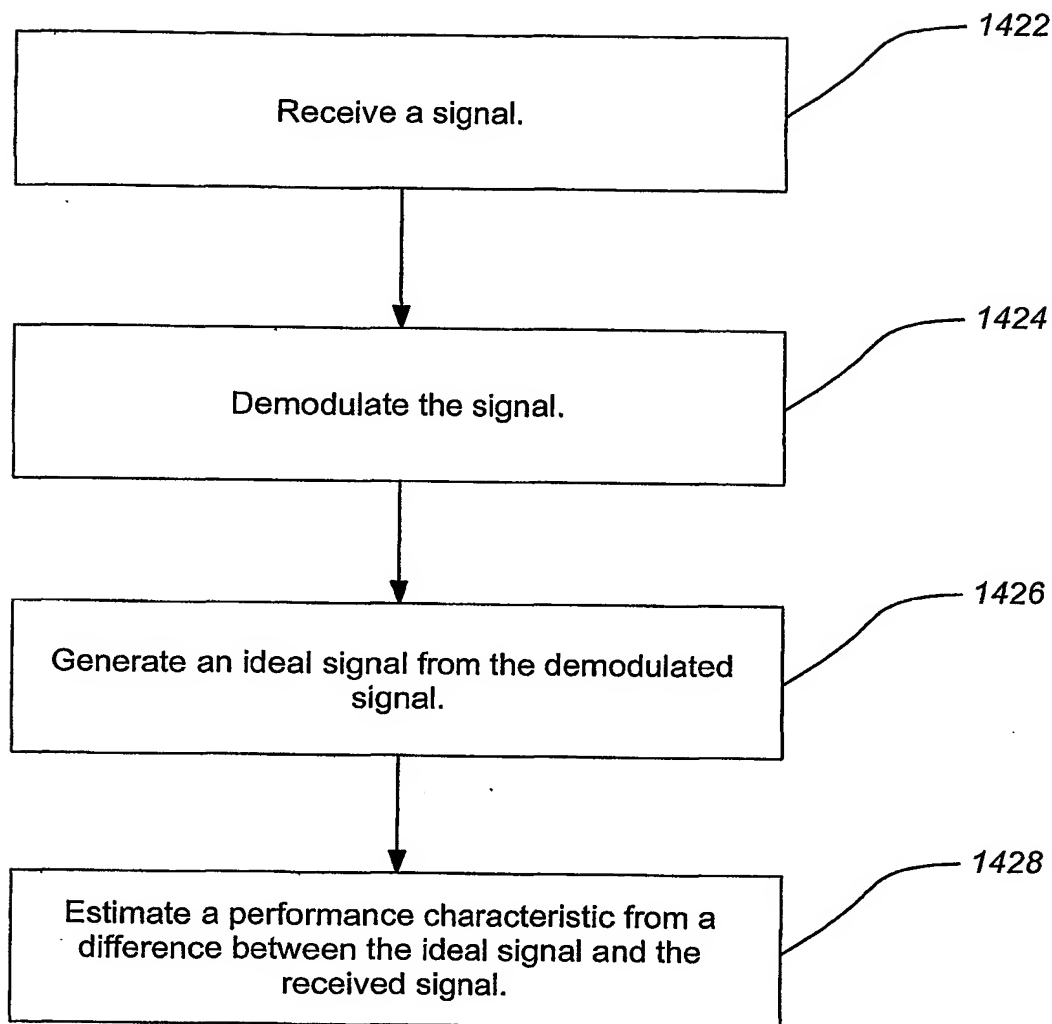 1422
Receive a signal.
1424
Demodulate the signal.
1426
Generate an ideal signal from the demodulated
signal.
1428
Estimate a performance characteristic from a
difference between the ideal signal and the
received signal.